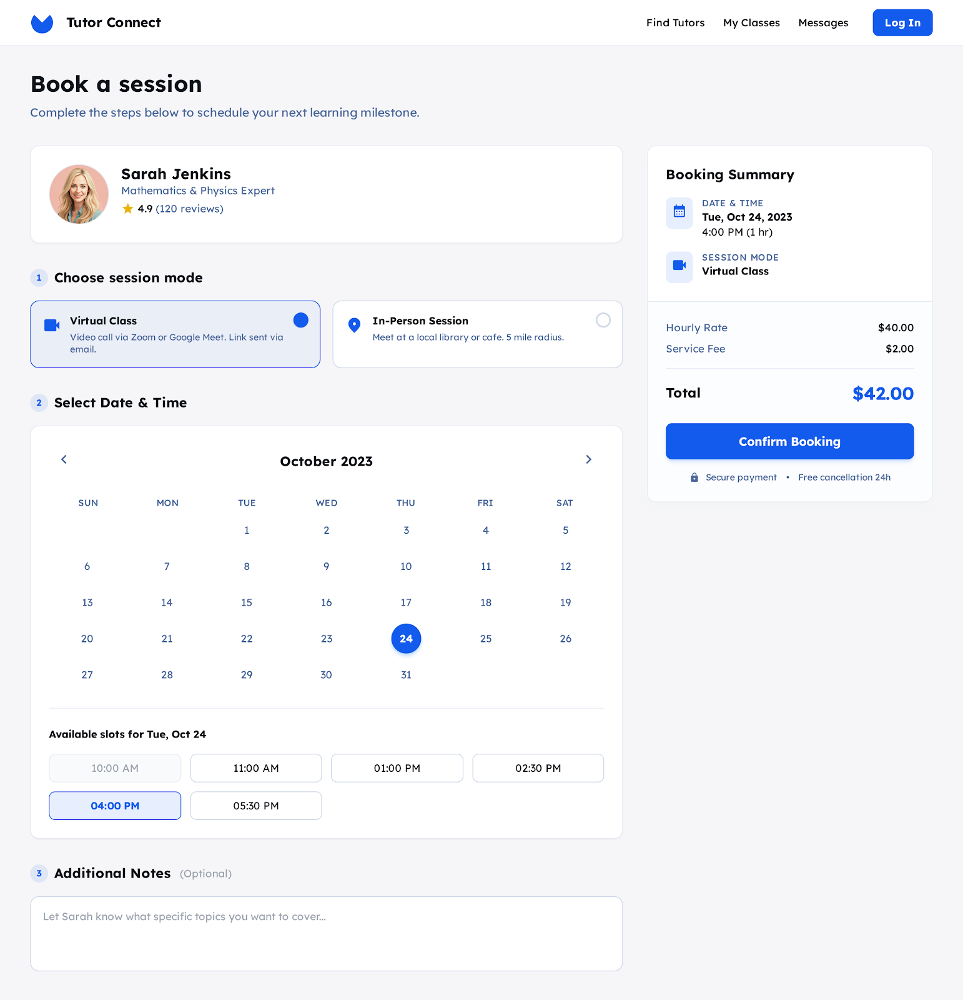 Tutor Connect
Find Tutors
My Classes
Messages
Log In
Book a session
Complete the steps below to schedule your next learning milestone.
Sarah Jenkins
Mathematics & Physics Expert
4.9 (120 reviews)
1 Choose session mode
Virtual Class
Video call via Zoom or Google Meet. Link sent via
email.
In-Person Session
Meet at a local library or cafe. 5 mile radius.
2 Select Date & Time
October 2023
SUN MON TUE WED THU FRI SAT
1 2 3 4 5
6 7 8 9 10 11 12
13 14 15 16 17 18 19
20 21 22 23 24 25 26
27 28 29 30 31
Available slots for Tue, Oct 24
10:00 AM 11:00 AM 01:00 PM 02:30 PM
04:00 PM 05:30 PM
3 Additional Notes (Optional)
Let Sarah know what specific topics you want to cover...
Booking Summary
DATE & TIME
Tue, Oct 24, 2023
4:00 PM (1 hr)
SESSION MODE
Virtual Class
Hourly Rate $40.00
Service Fee $2.00
Total $42.00
Confirm Booking
Secure payment • Free cancellation 24h